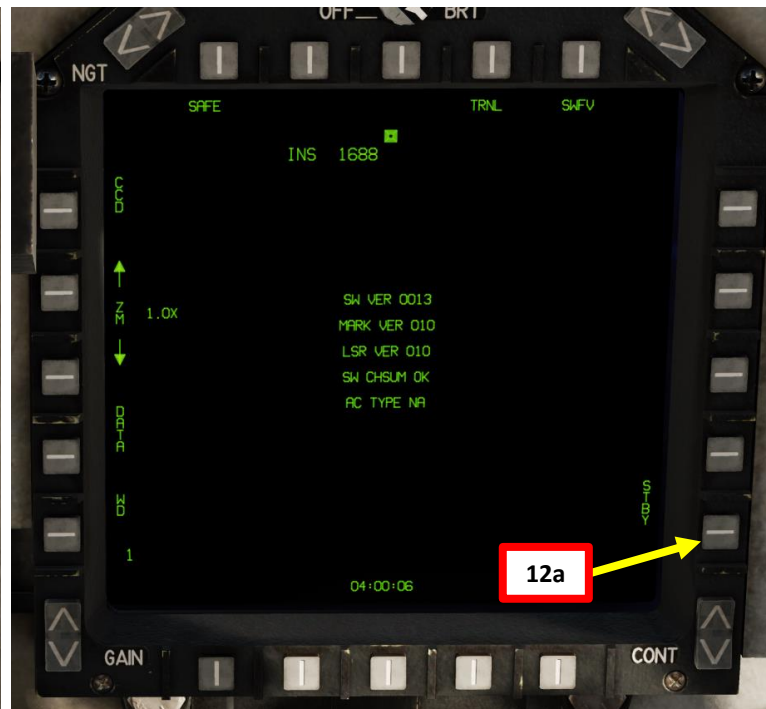 OFF BRT
NGT
SAFE TRNL SWFV
INS 1688
CCD
ZM 1.0X
SW VER 0013
MARK VER 010
LSR VER 010
SW CHSUM OK
AC TYPE NA
DATA
WD
STBY
1
12a
04:00:06
GAIN CONT